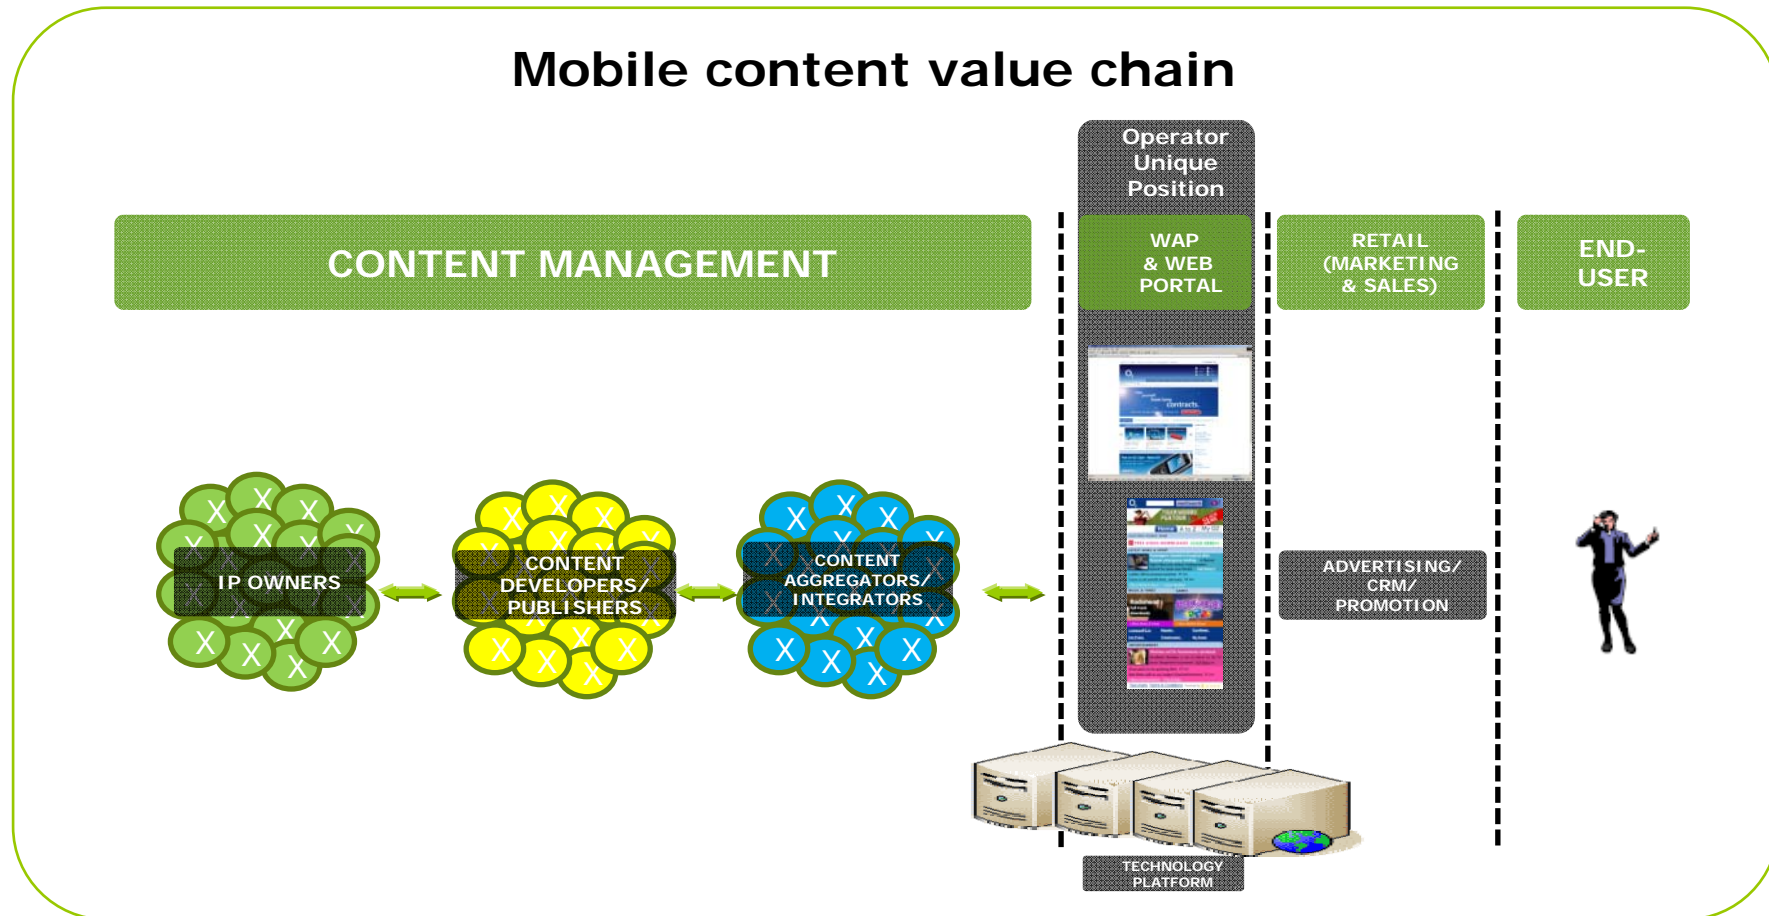 Mobile content value chain
Operator
Unique
Position
CONTENT MANAGEMENT
WAP
& WEB
PORTAL
RETAIL
(MARKETING
& SALES)
END-
USER
contracts.
X X X X X X X X X X X X X X
IP OWNERS
X X X X X X X X X X X X
CONTENT
DEVELOPERS/
PUBLISHERS
X X X X X X X X X X X X X X
CONTENT
AGGREGATORS/
INTEGRATORS
ADVERTISING/
CRM/
PROMOTION
TECHNOLOGY
PLATFORM